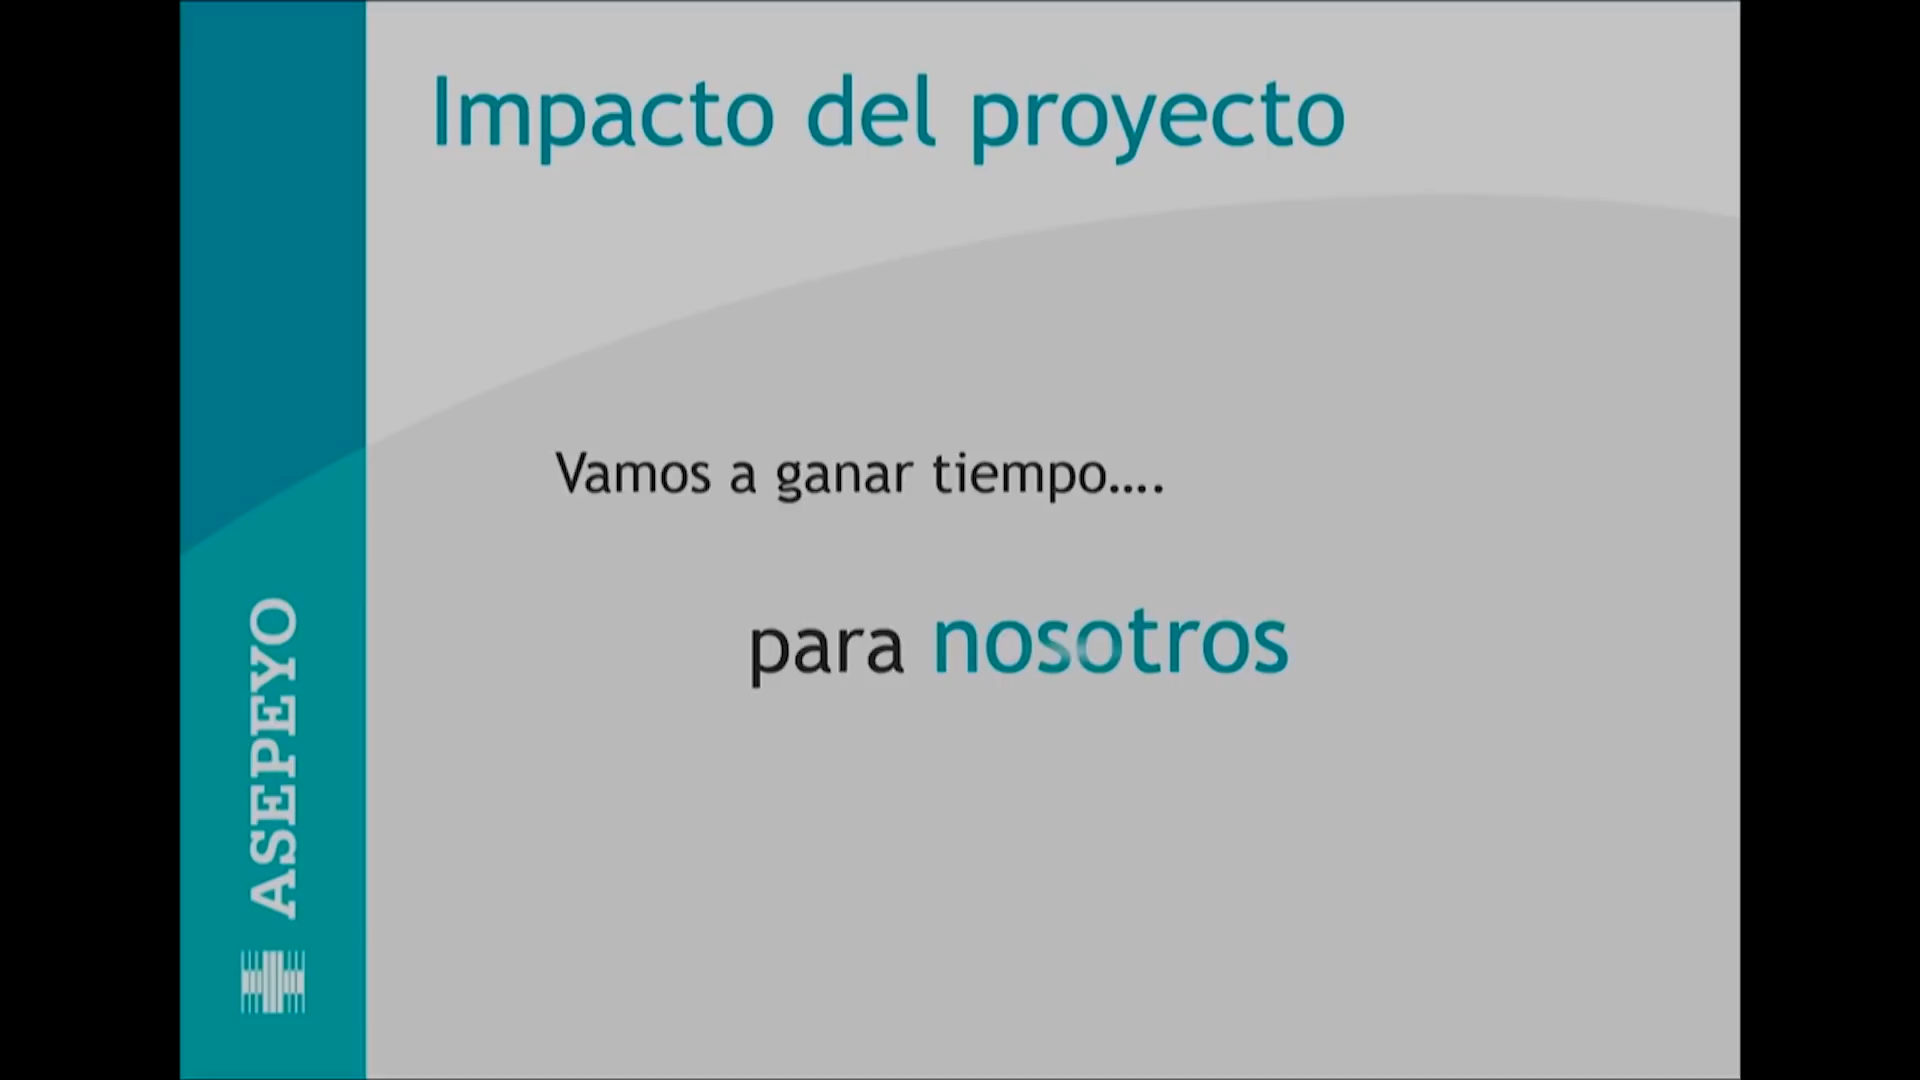 Impacto del proyecto
Vamos a ganar tiempo....
para nosotros
ASEPEYO